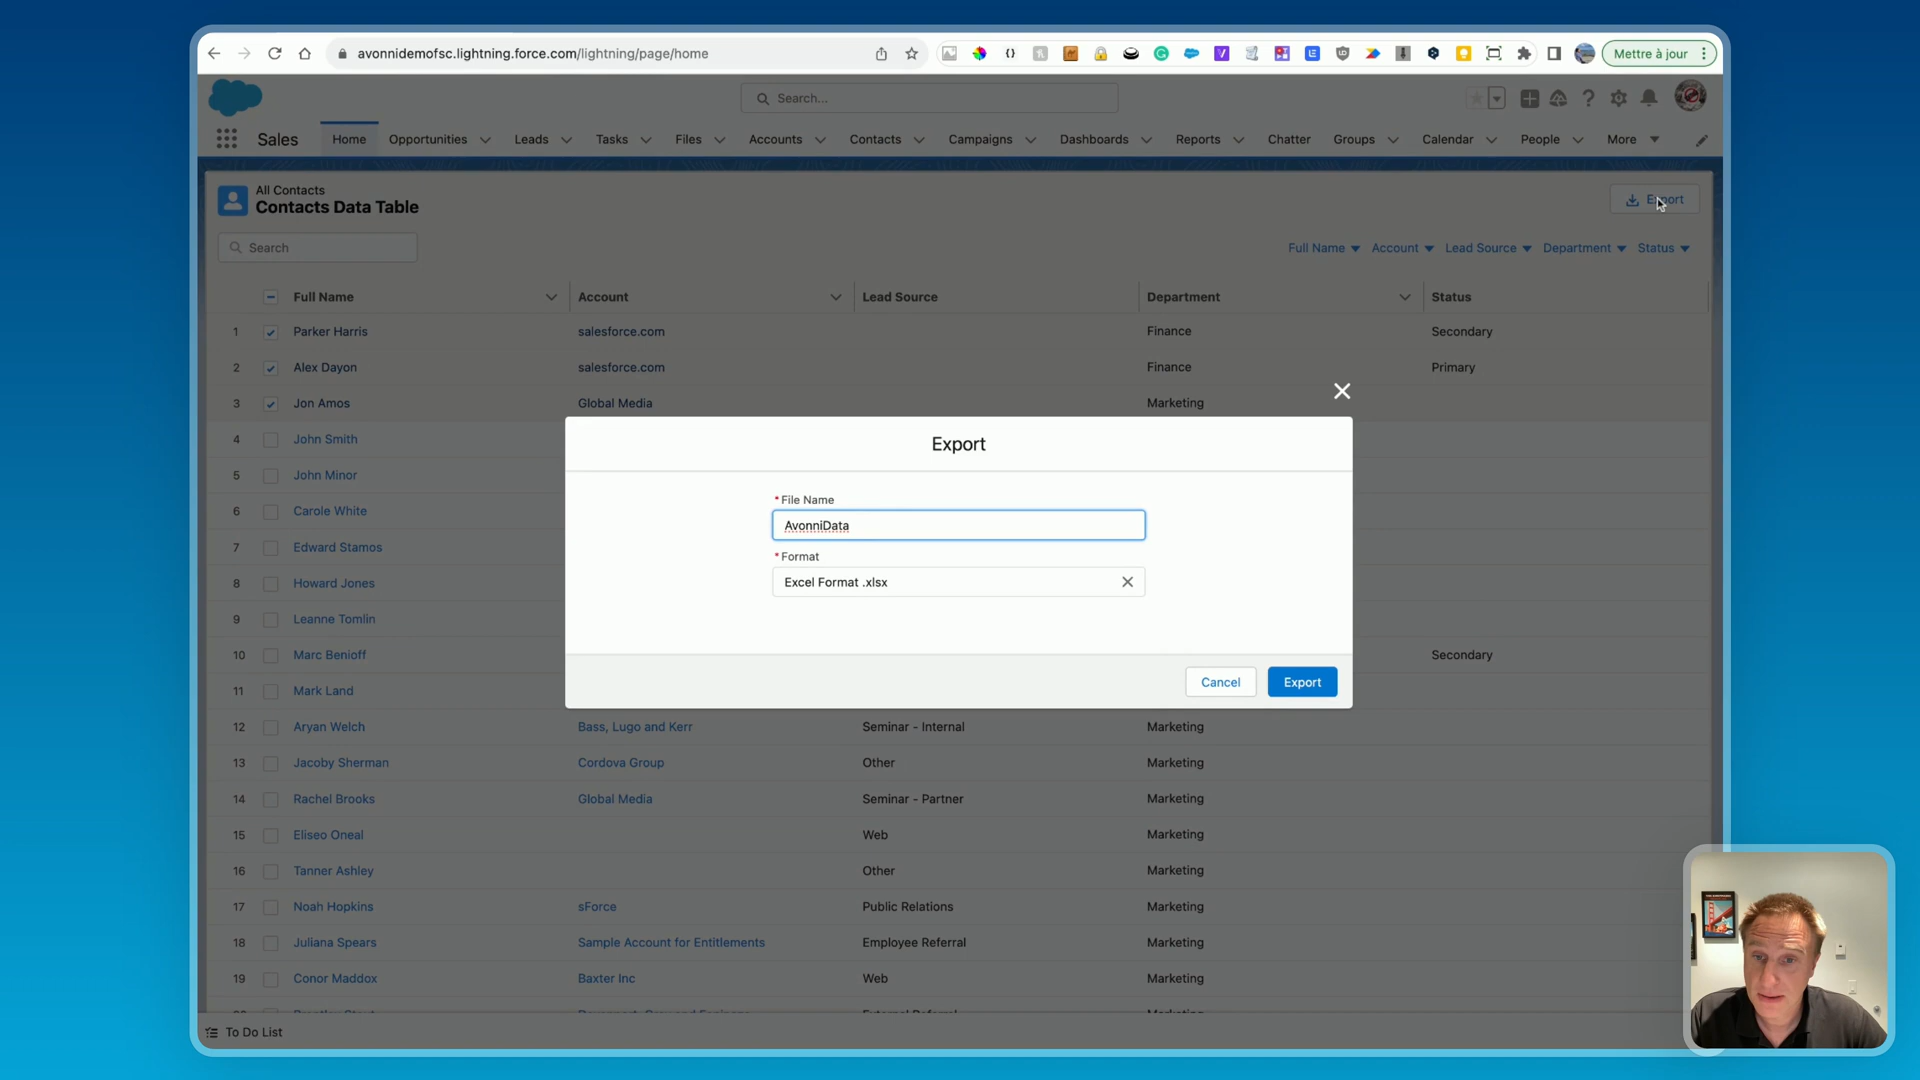 avonnidemofsc.lightning.force.com/lightning/page/home
Mettre à jour
Search...
Sales
Home
Opportunities
Leads
Tasks
Files
Accounts
Contacts
Campaigns
Dashboards
Reports
Chatter
Groups
Calendar
People
More
All Contacts
Contacts Data Table
Export
Search
Full Name
Account
Lead Source
Department
Status
Full Name Account Lead Source Department Status
1 Parker Harris salesforce.com Finance Secondary
2 Alex Dayon salesforce.com Finance Primary
3 Jon Amos Global Media Marketing
4 John Smith
5 John Minor
6 Carole White
7 Edward Stamos
8 Howard Jones
9 Leanne Tomlin
10 Marc Benioff Secondary
11 Mark Land
Export
* File Name
AvonniData
* Format
Excel Format .xlsx
Cancel
Export
12 Aryan Welch Bass, Lugo and Kerr Seminar - Internal Marketing
13 Jacoby Sherman Cordova Group Other Marketing
14 Rachel Brooks Global Media Seminar - Partner Marketing
15 Eliseo Oneal Web Marketing
16 Tanner Ashley Other Marketing
17 Noah Hopkins sForce Public Relations Marketing
18 Juliana Spears Sample Account for Entitlements Employee Referral Marketing
19 Conor Maddox Baxter Inc Web Marketing
To Do List